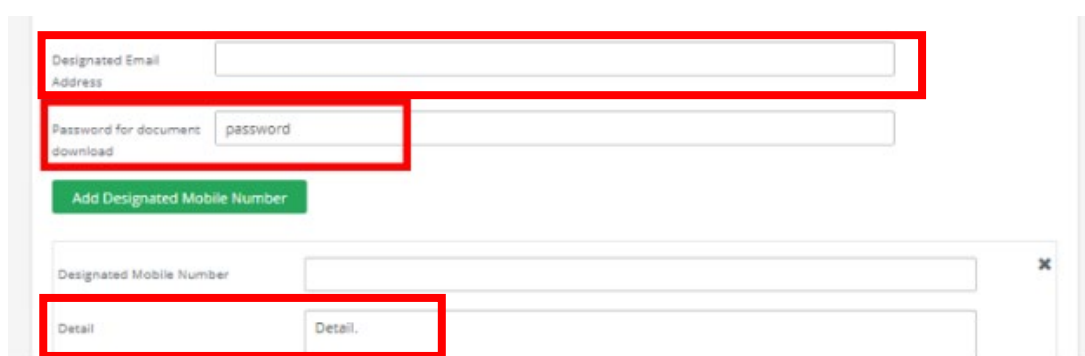 Designated Email
Address
Password for document password
download
Add Designated Mobile Number
✖
Designated Mobile Number
Detail Detail.